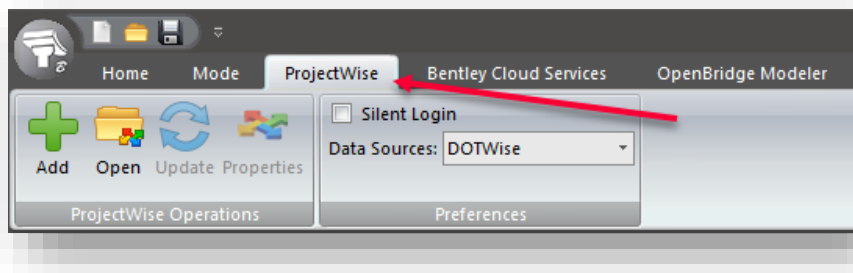 Home Mode ProjectWise Bentley Cloud Services OpenBridge Modeler
Silent Login
Data Sources: DOTWise
Add Open Update Properties
ProjectWise Operations Preferences